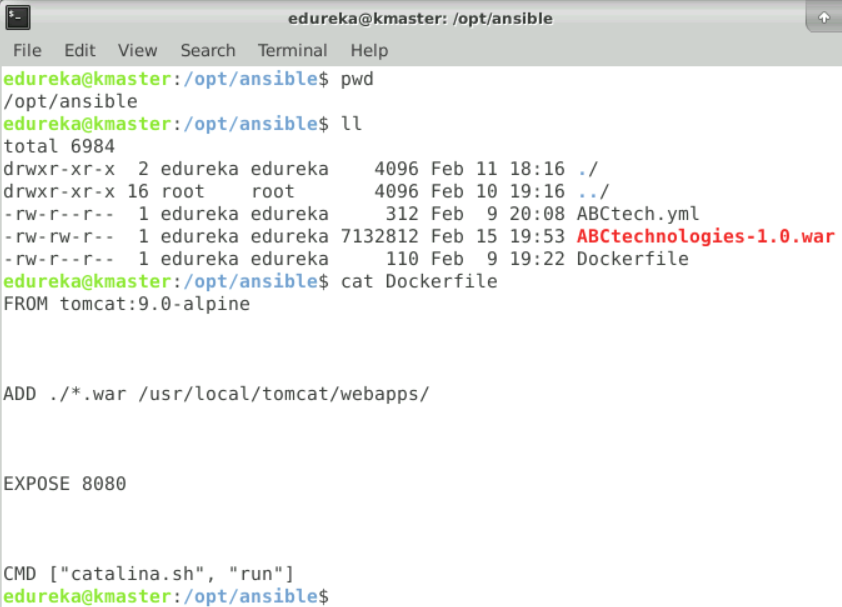 edureka@kmaster: /opt/ansible
File Edit View Search Terminal Help
edureka@kmaster:/opt/ansible$ pwd
/opt/ansible
edureka@kmaster:/opt/ansible$ ll
total 6984
drwxr-xr-x  2 edureka edureka    4096 Feb 11 18:16 ./
drwxr-xr-x 16 root    root       4096 Feb 10 19:16 ../
-rw-r--r--  1 edureka edureka     312 Feb  9 20:08 ABCtech.yml
-rw-rw-r--  1 edureka edureka 7132812 Feb 15 19:53 ABCtechnologies-1.0.war
-rw-r--r--  1 edureka edureka     110 Feb  9 19:22 Dockerfile
edureka@kmaster:/opt/ansible$ cat Dockerfile
FROM tomcat:9.0-alpine
ADD ./*.war /usr/local/tomcat/webapps/
EXPOSE 8080
CMD ["catalina.sh", "run"]
edureka@kmaster:/opt/ansible$